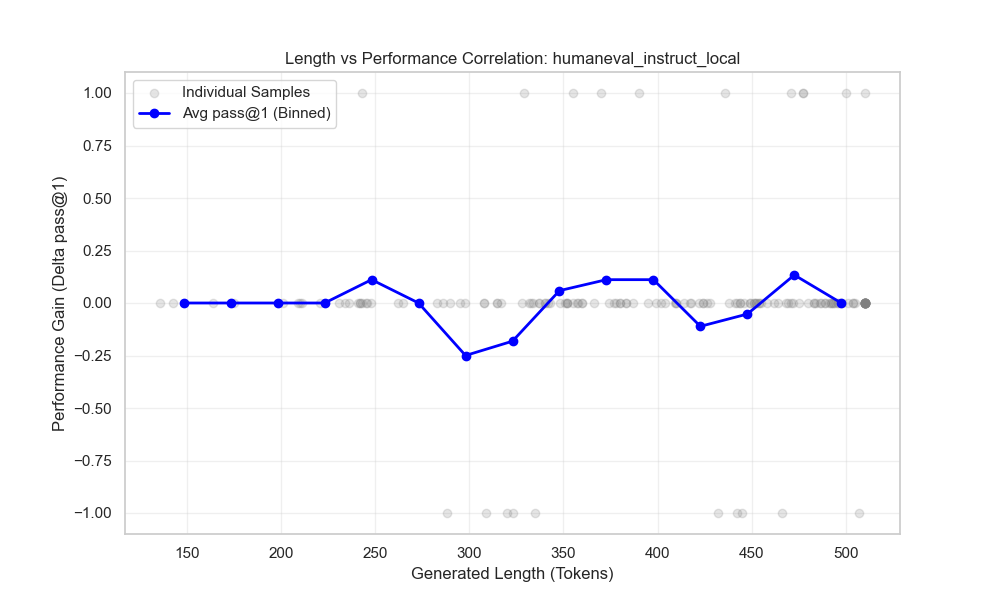 Length vs Performance Correlation: humaneval_instruct_local
Individual Samples
Avg pass@1 (Binned)
Performance Gain (Delta pass@1)
1.00
0.75
0.50
0.25
0.00
−0.25
−0.50
−0.75
−1.00
150 200 250 300 350 400 450 500
Generated Length (Tokens)